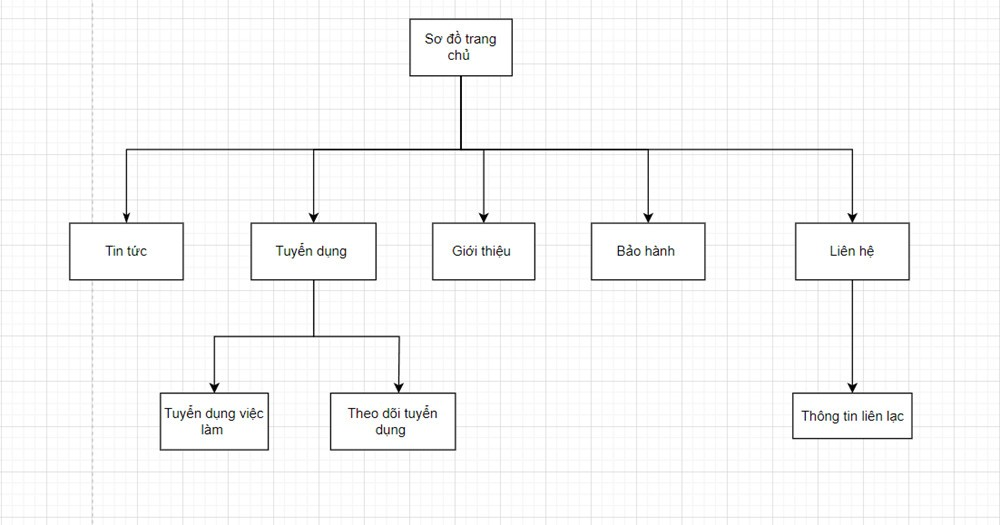 Sơ đồ trang
chủ
Tin tức
Tuyển dụng
Giới thiệu
Bảo hành
Liên hệ
Tuyển dụng việc
làm
Theo dõi tuyển
dụng
Thông tin liên lạc